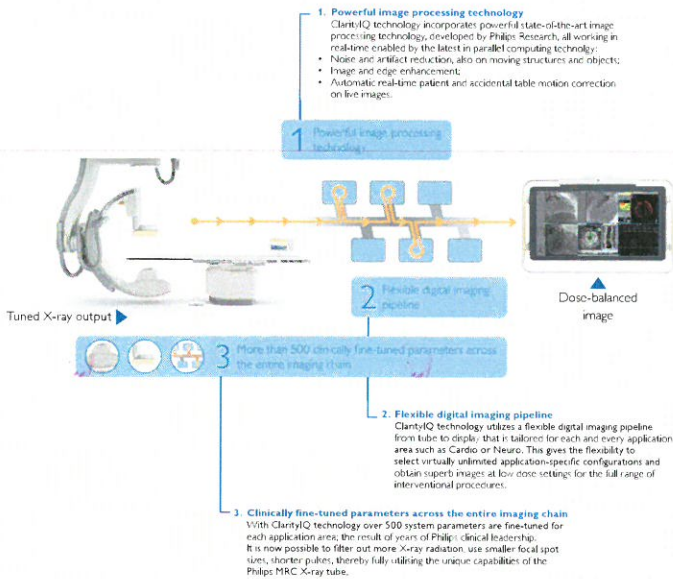 1. Powerful image processing technology
ClarityIQ technology incorporates powerful state-of-the-art image
processing technology, developed by Philips Research, all working in
real-time enabled by the latest in parallel computing technolgy:
• Noise and artifact reduction, also on moving structures and objects;
• Image and edge enhancement;
• Automatic real-time patient and accidental table motion correction
on live images.
1 Powerful image processing
technology
2 Flexible digital imaging
pipeline
Dose-balanced
image
Tuned X-ray output
3 More than 500 clinically fine-tuned parameters across
the entire imaging chain
2. Flexible digital imaging pipeline
ClarityIQ technology utilizes a flexible digital imaging pipeline
from tube to display that is tailored for each and every application
area such as Cardio or Neuro. This gives the flexibility to
select virtually unlimited application-specific configurations and
obtain superb images at low dose settings for the full range of
interventional procedures.
3. Clinically fine-tuned parameters across the entire imaging chain
With ClarityIQ technology over 500 system parameters are fine-tuned for
each application area; the result of years of Philips clinical leadership.
It is now possible to filter out more X-ray radiation, use smaller focal spot
sizes, shorter pulses, thereby fully utilising the unique capabilities of the
Philips MRC X-ray tube.